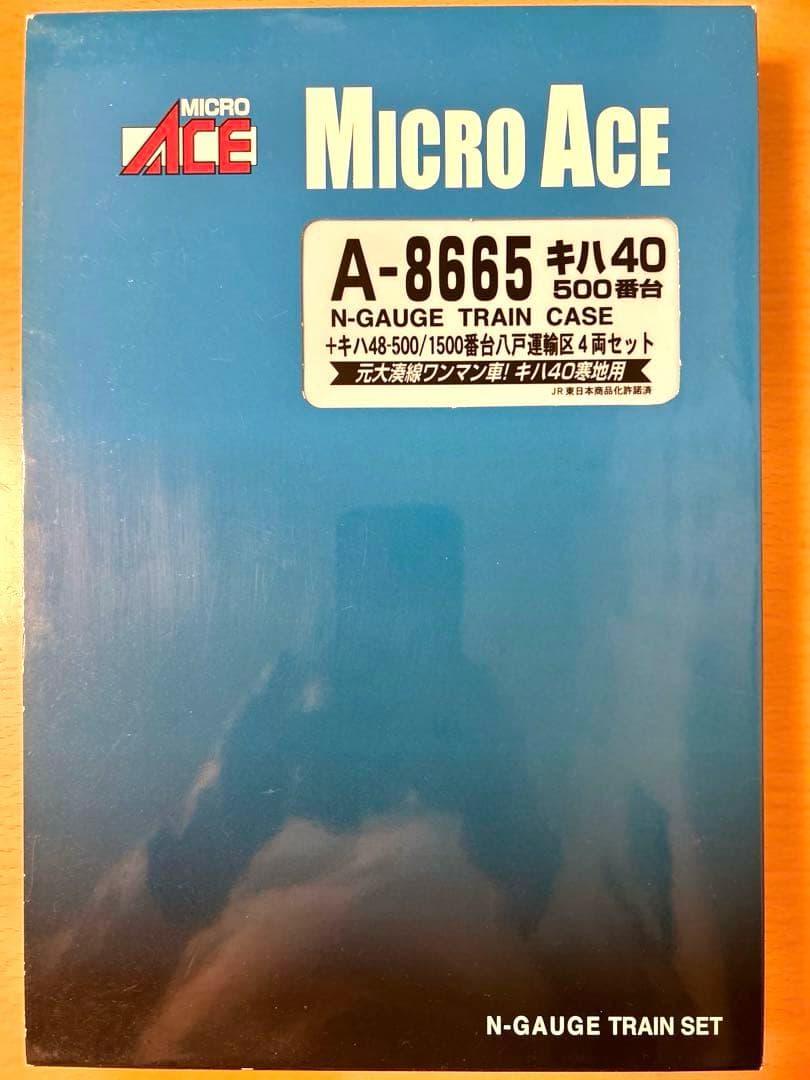 MICRO
ACE
MICRO ACE
A-8665 キハ40
500番台
N-GAUGE TRAIN CASE
+キハ48-500/1500番台八戸運輸区4両セット
元大湊線ワンマン車!キハ40寒地用
JR東日本商品化許諾済
N-GAUGE TRAIN SET